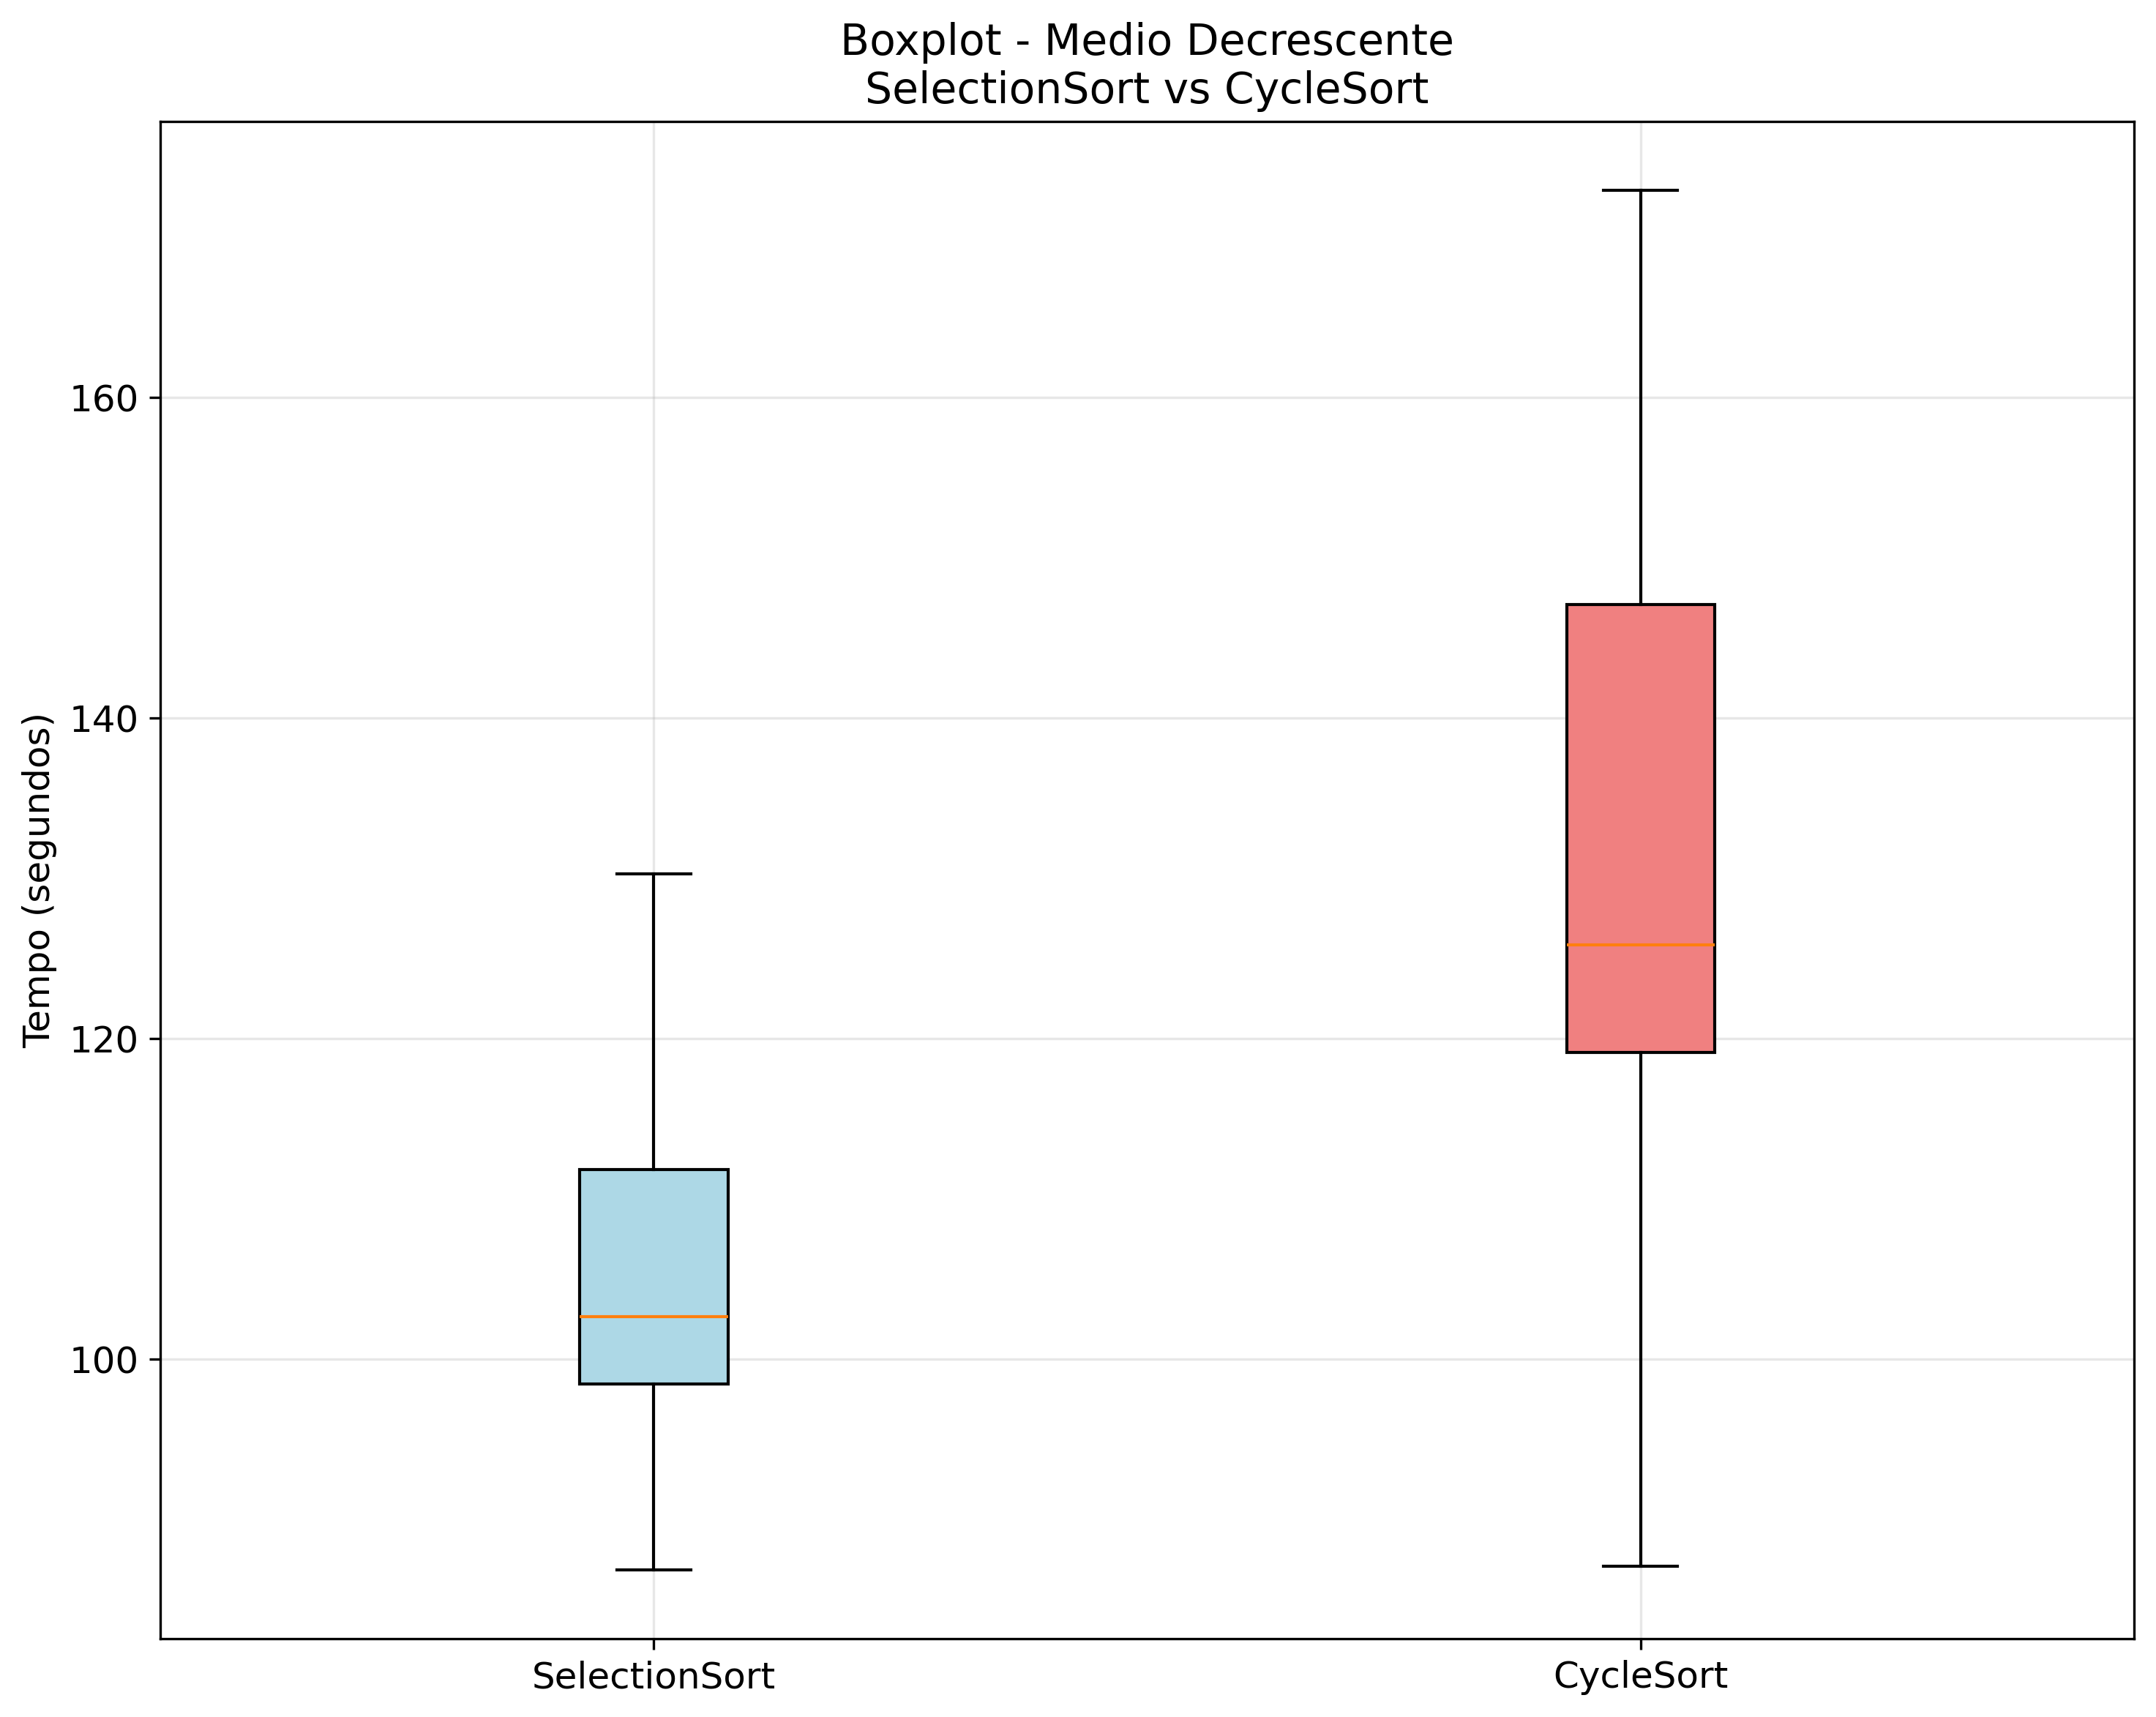 Boxplot - Medio Decrescente
SelectionSort vs CycleSort
Tempo (segundos)
160
140
120
100
SelectionSort
CycleSort